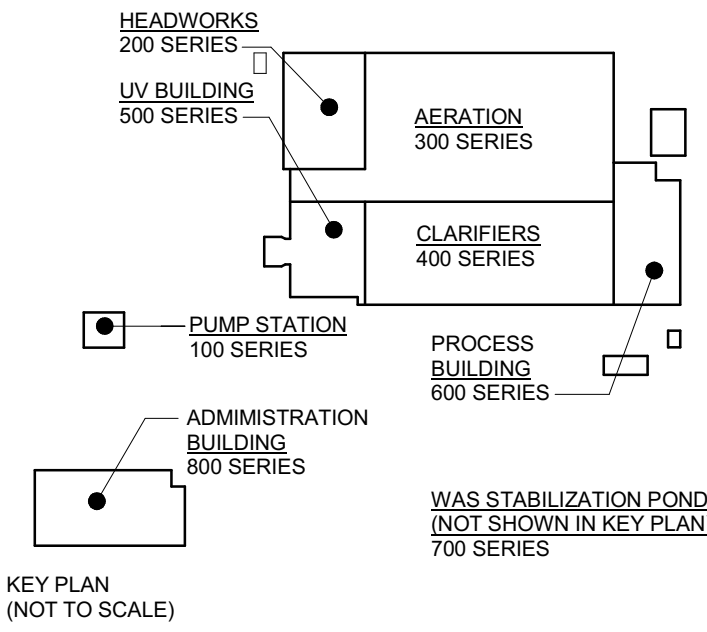 HEADWORKS
200 SERIES
UV BUILDING
500 SERIES
AERATION
300 SERIES
CLARIFIERS
400 SERIES
PUMP STATION
100 SERIES
PROCESS
BUILDING
600 SERIES
ADMIMISTRATION
BUILDING
800 SERIES
WAS STABILIZATION POND
(NOT SHOWN IN KEY PLAN
700 SERIES
KEY PLAN
(NOT TO SCALE)